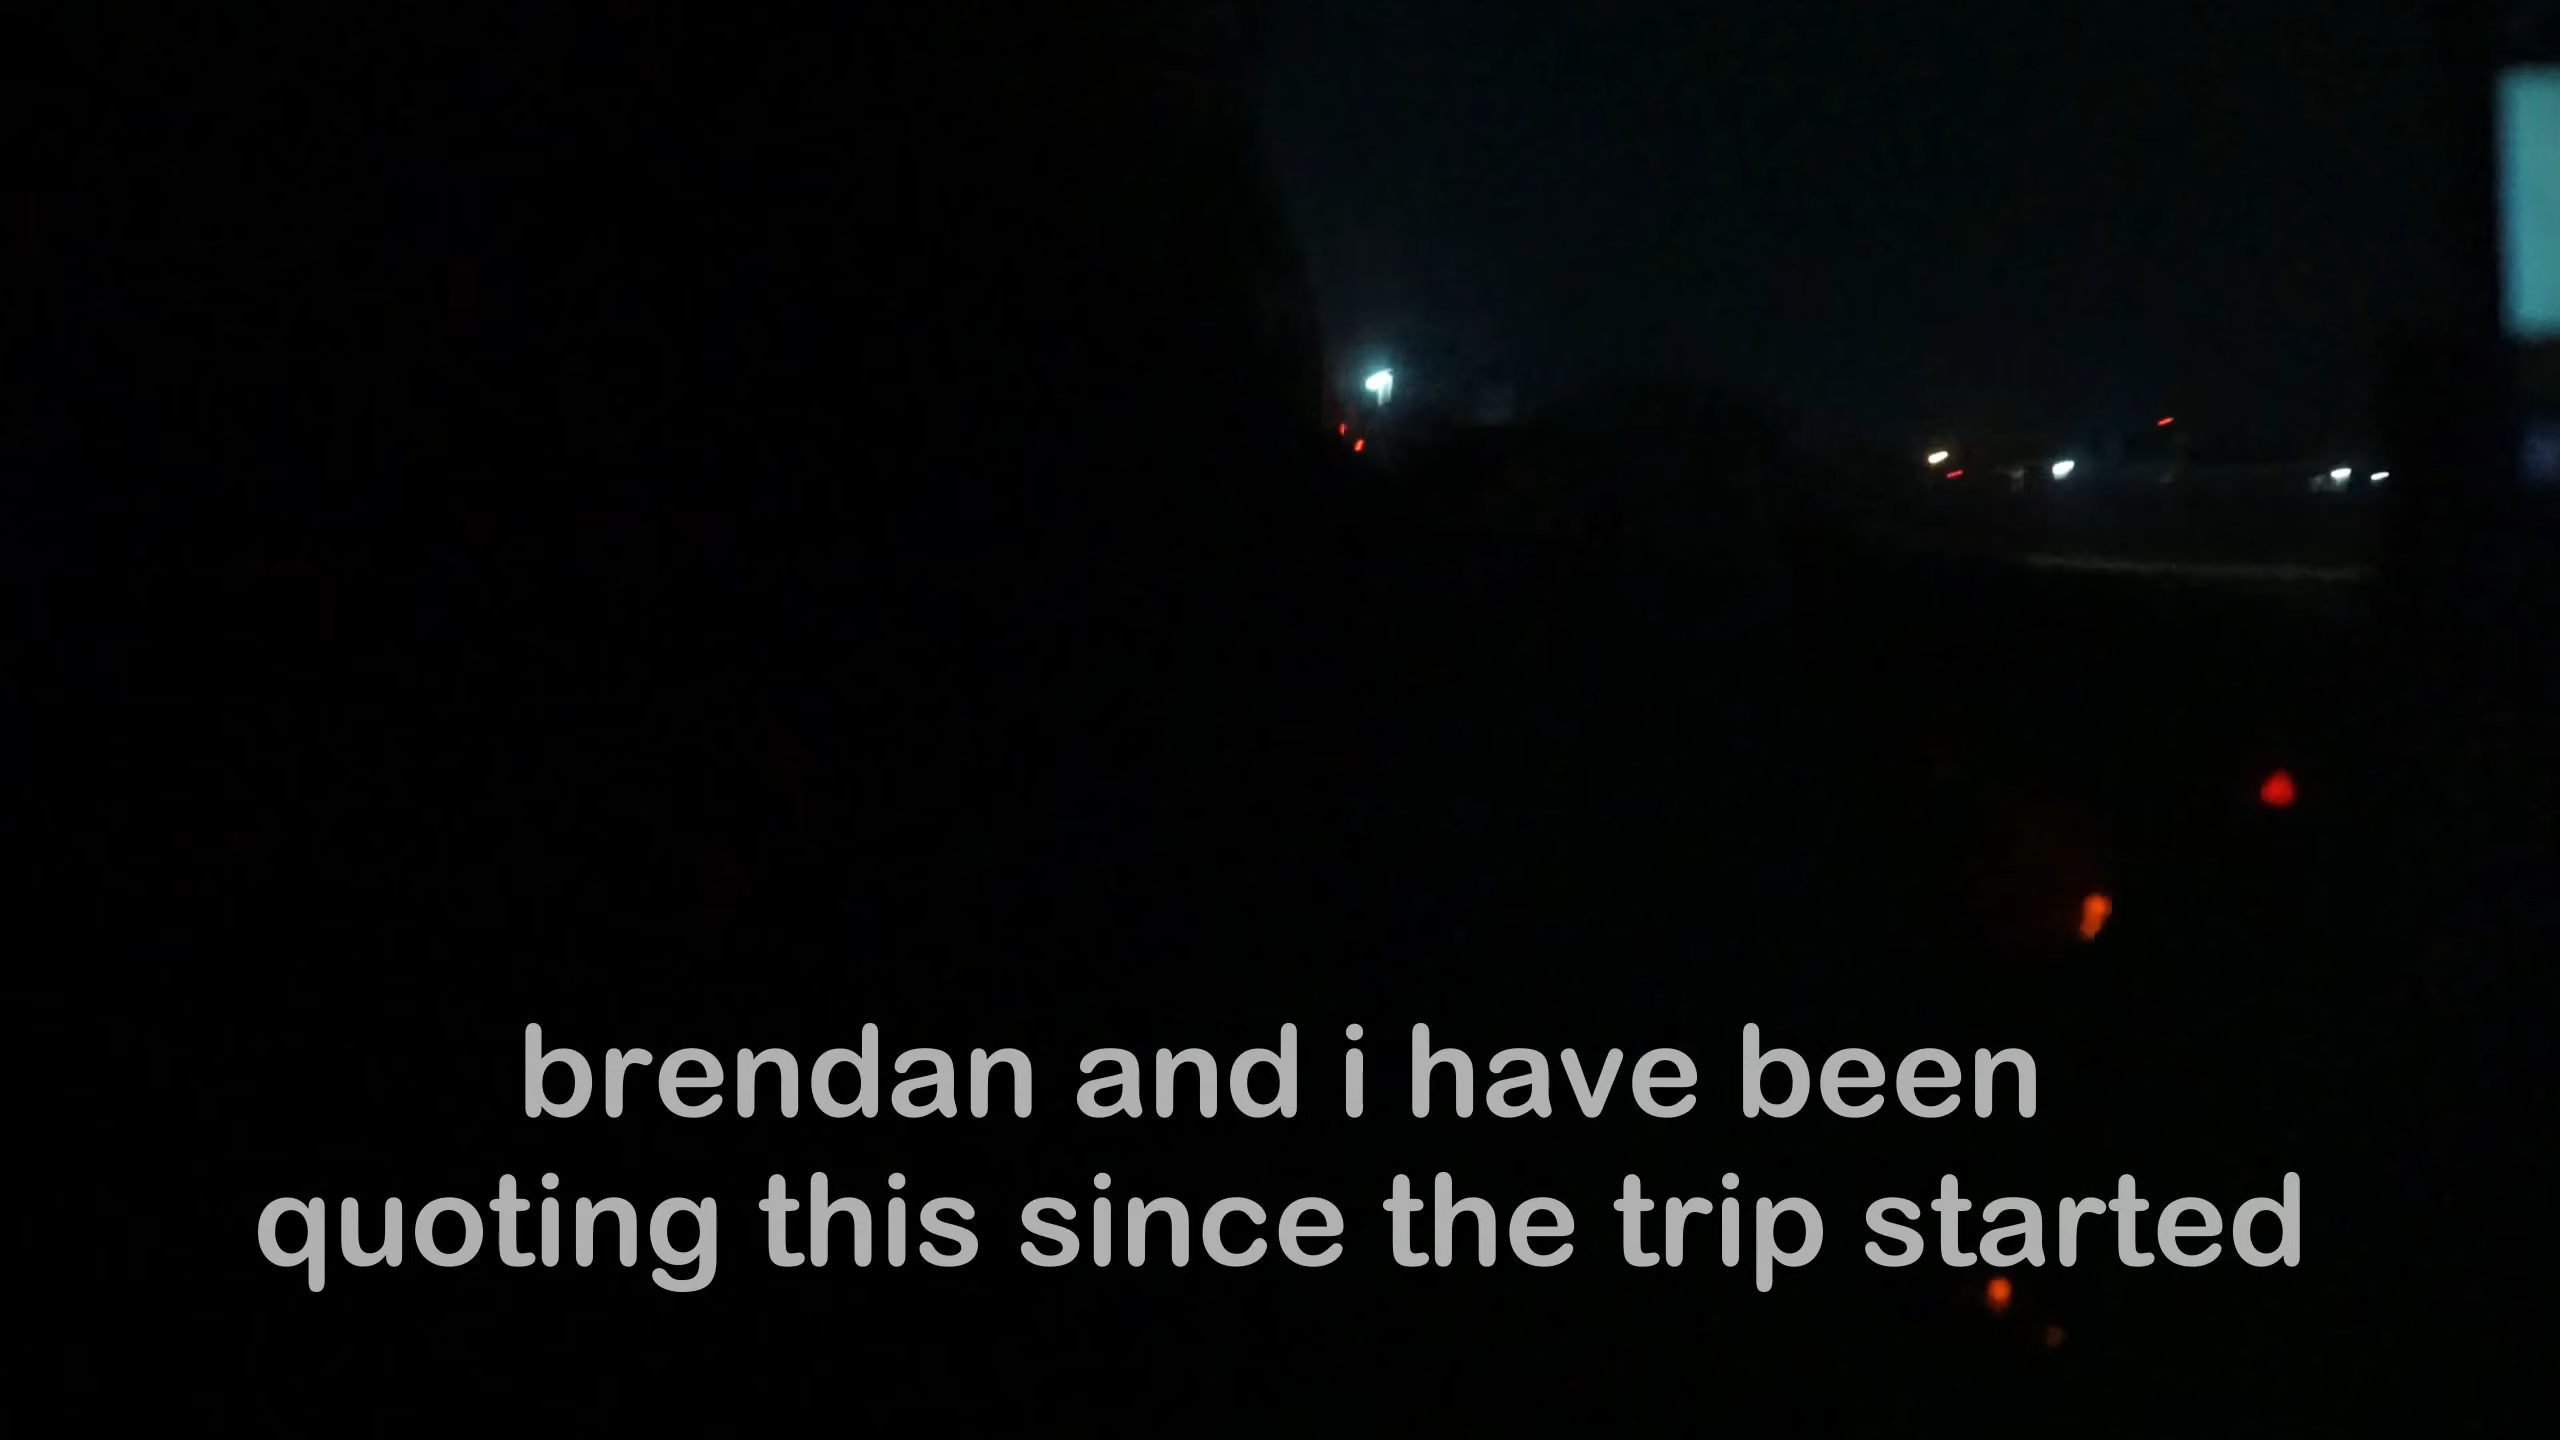 brendan and i have been
quoting this since the trip started